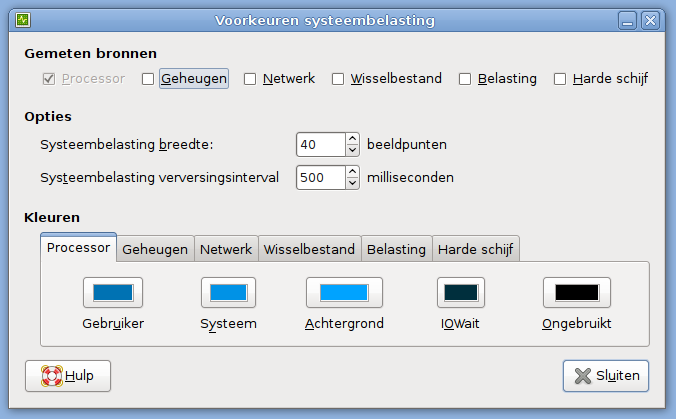 Voorkeuren systeembelasting
Gemeten bronnen
Processor Geheugen Netwerk Wisselbestand Belasting Harde schijf
Opties
Systeembelasting breedte: 40 beeldpunten
Systeembelasting verversingsinterval 500 milliseconden
Kleuren
Processor Geheugen Netwerk Wisselbestand Belasting Harde schijf
Gebruiker Systeem Achtergrond IOWait Ongebruikt
Hulp Sluiten